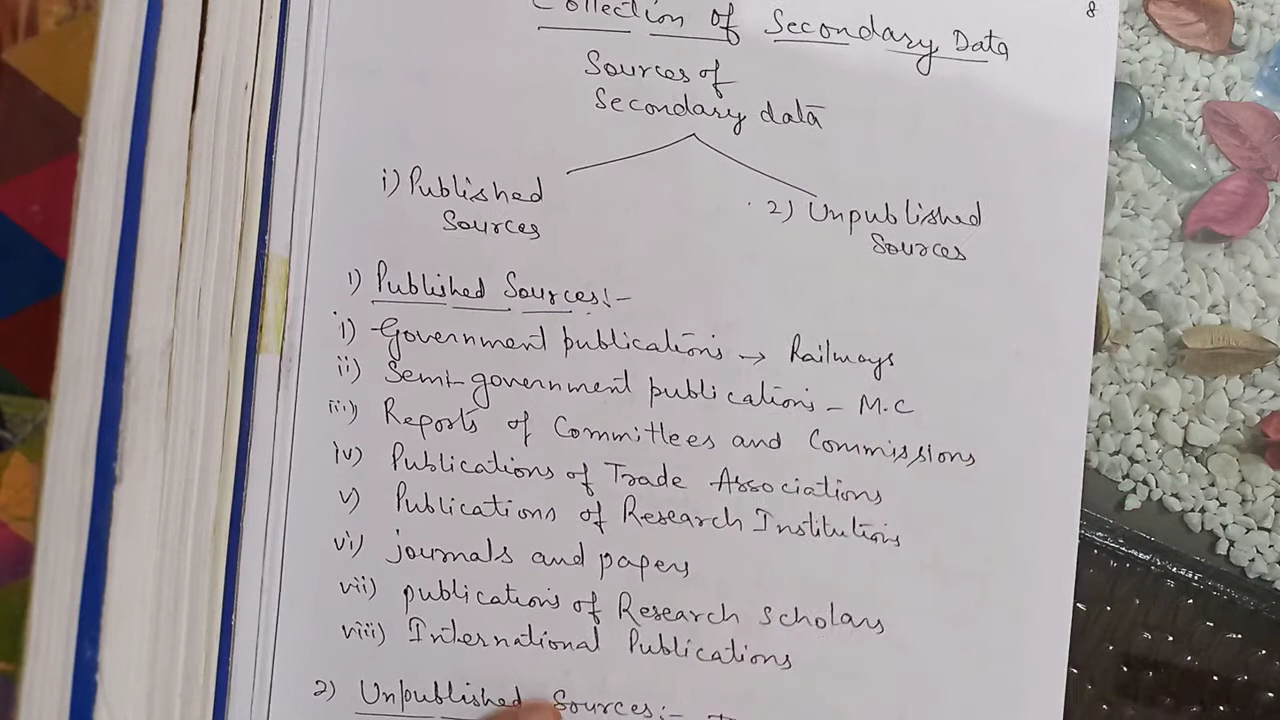 8
Collection of Secondary Data
Sources of
Secondary data
i) Published
Sources
2) Unpublished
Sources
1) Published Sources:-
i) Government publications → Railways
ii) Semi-government publications - M.C
iii) Reports of Committees and Commissions
iv) Publications of Trade Associations
v) Publications of Research Institutions
vi) journals and papers
vii) publications of Research scholars
viii) International Publications
2) Unpublished Sources:-